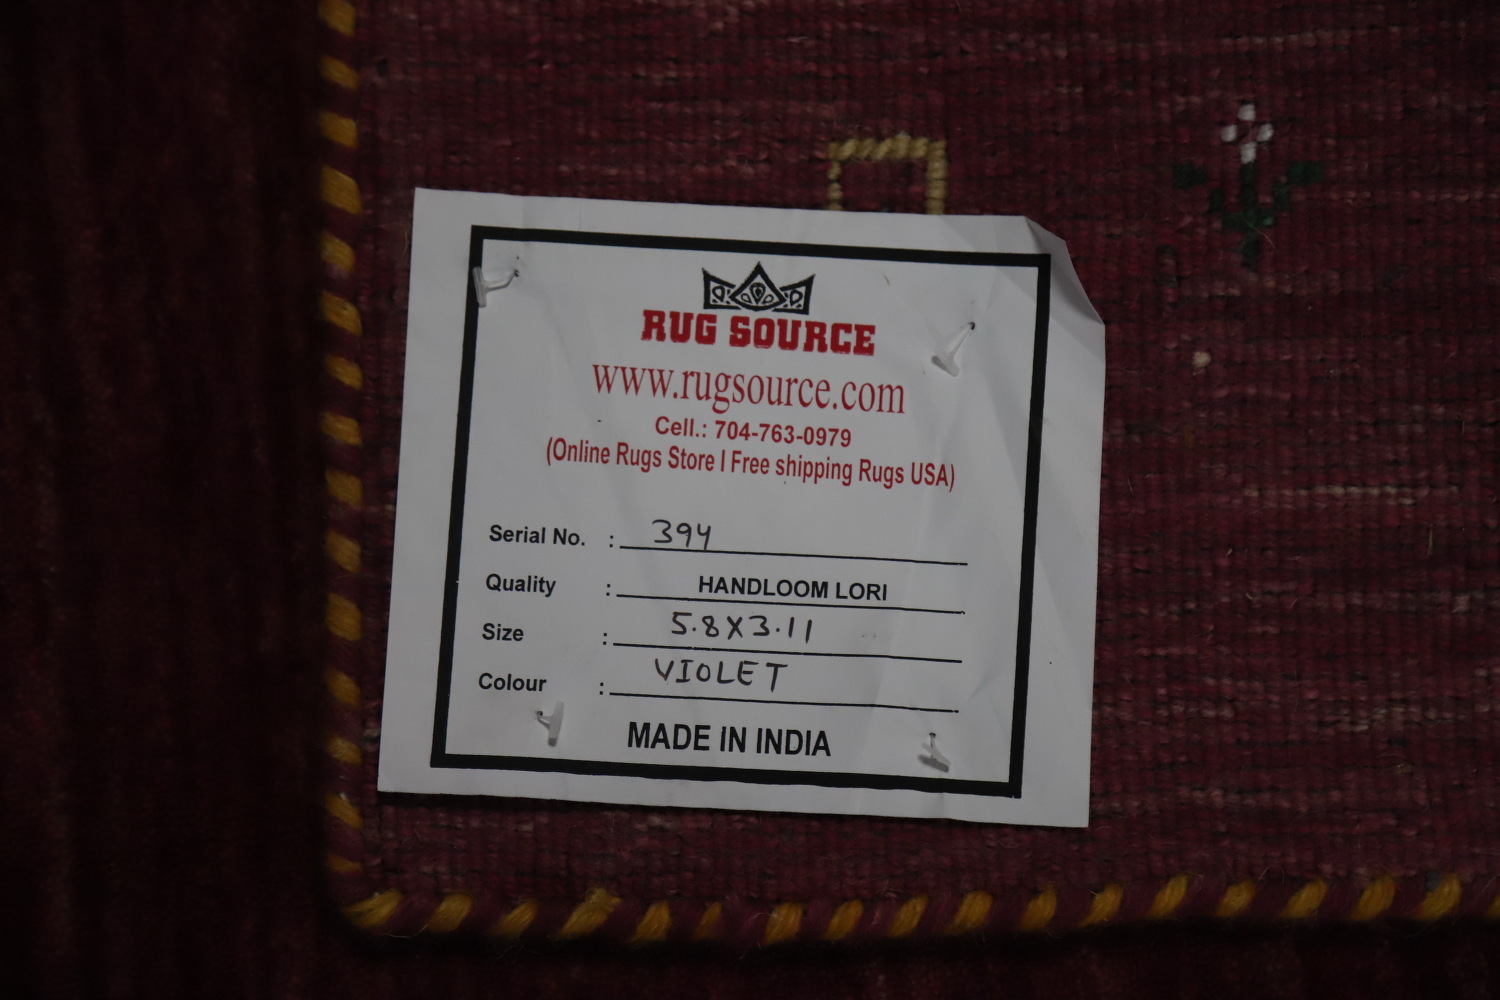 RUG SOURCE
www.rugsource.com
Cell.: 704-763-0979
(Online Rugs Store I Free shipping Rugs USA)
Serial No. : 394
Quality : HANDLOOM LORI
Size : 5.8X3.11
Colour : VIOLET
MADE IN INDIA